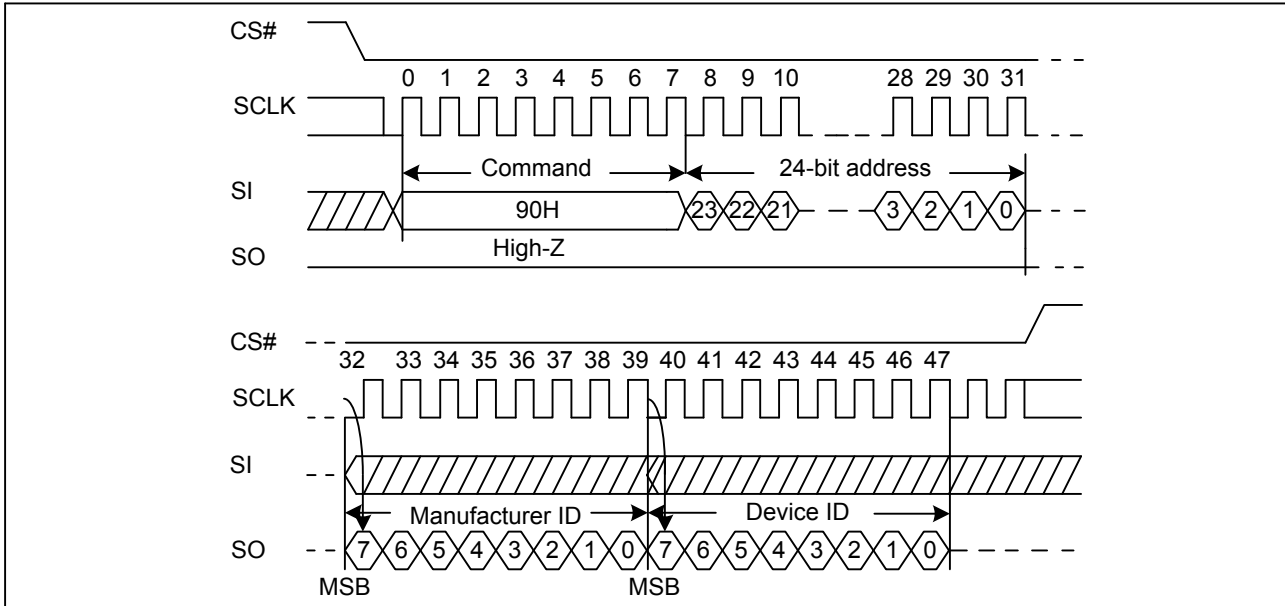 CS#
0 1 2 3 4 5 6 7 8 9 10 28 29 30 31
SCLK
Command 24-bit address
SI
90H 23 22 21 3 2 1 0
High-Z
SO
CS#
32 33 34 35 36 37 38 39 40 41 42 43 44 45 46 47
SCLK
SI
Manufacturer ID Device ID
SO 7 6 5 4 3 2 1 0 7 6 5 4 3 2 1 0
MSB MSB